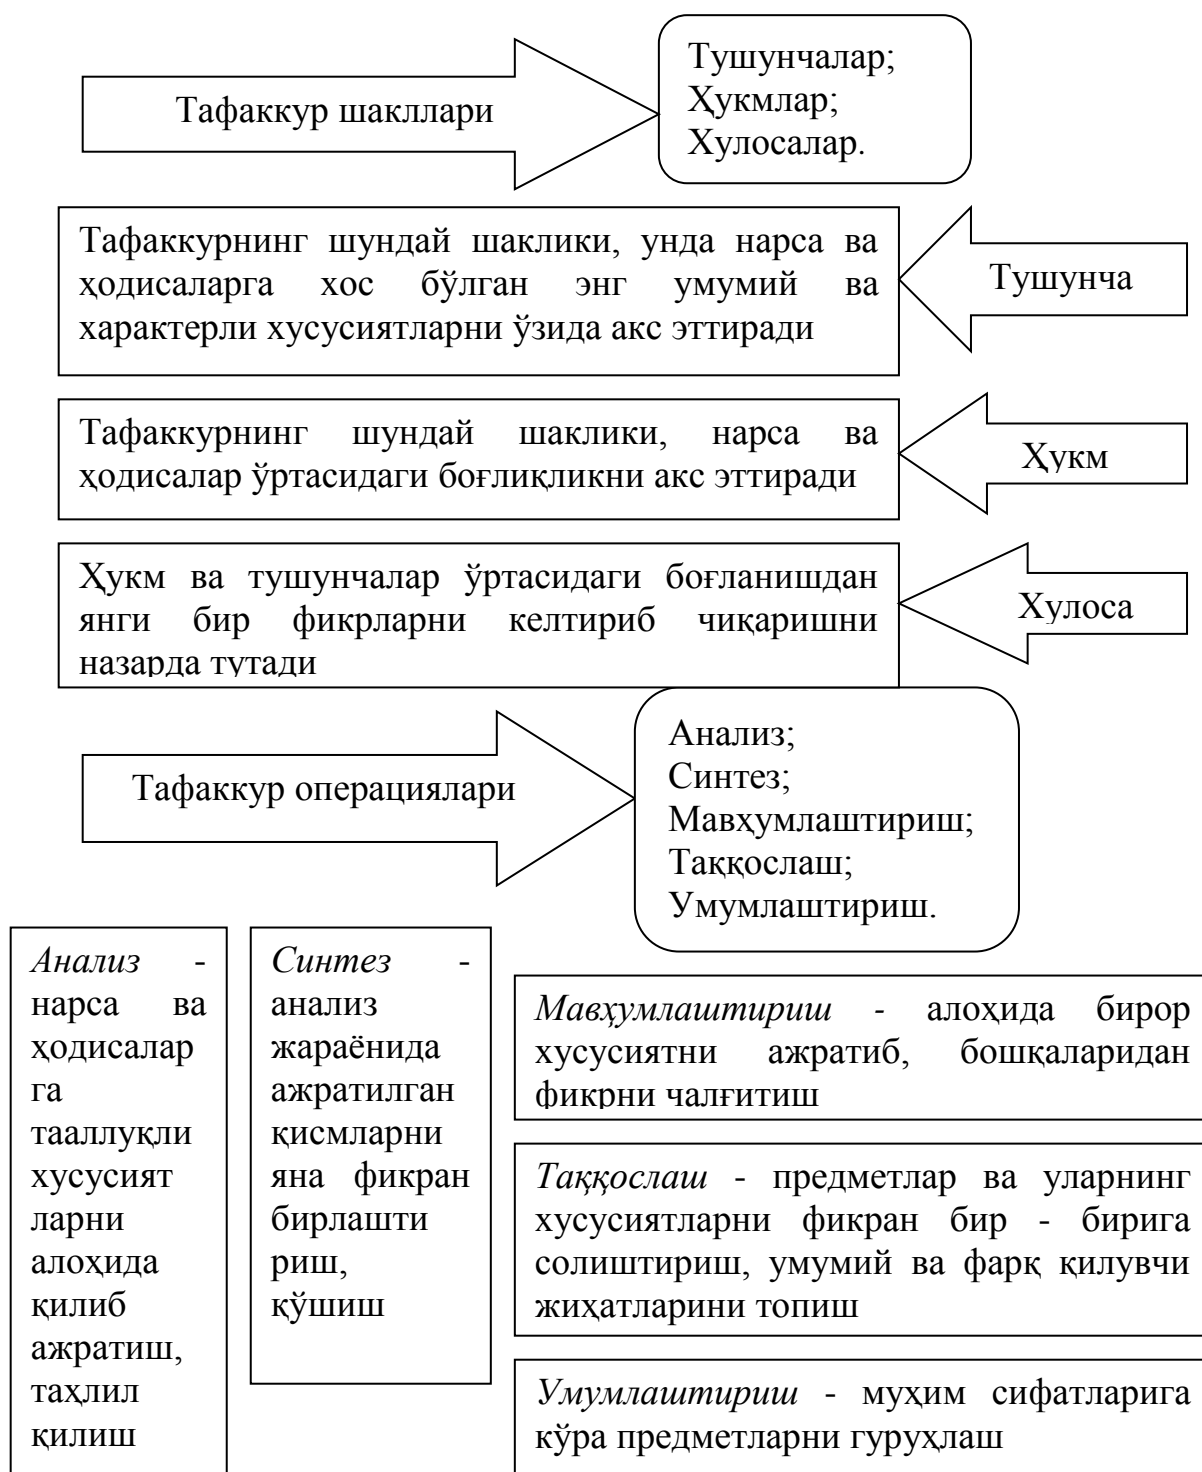 Тафаккур шакллари
Тушунчалар;
Ҳукмлар;
Хулосалар.
Тафаккурнинг шундай шаклики, унда нарса ва
ҳодисаларга хос бўлган энг умумий ва
характерли хусусиятларни ўзида акс эттиради
Тушунча
Тафаккурнинг шундай шаклики, нарса ва
ҳодисалар ўртасидаги боғлиқликни акс эттиради
Ҳукм
Ҳукм ва тушунчалар ўртасидаги боғланишдан
янги бир фикрларни келтириб чиқаришни
назарда тутади
Хулоса
Тафаккур операциялари
Анализ;
Синтез;
Мавҳумлаштириш;
Таққослаш;
Умумлаштириш.
Анализ -
нарса ва
ҳодисалар
га
тааллуқли
хусусият
ларни
алоҳида
қилиб
ажратиш,
таҳлил
қилиш
Синтез -
анализ
жараёнида
ажратилган
қисмларни
яна фикран
бирлашти
риш,
қўшиш
Мавҳумлаштириш - алоҳида бирор
хусусиятни ажратиб, бошқаларидан
фикрни чалғитиш
Таққослаш - предметлар ва уларнинг
хусусиятларни фикран бир - бирига
солиштириш, умумий ва фарқ қилувчи
жиҳатларини топиш
Умумлаштириш - муҳим сифатларига
кўра предметларни гуруҳлаш